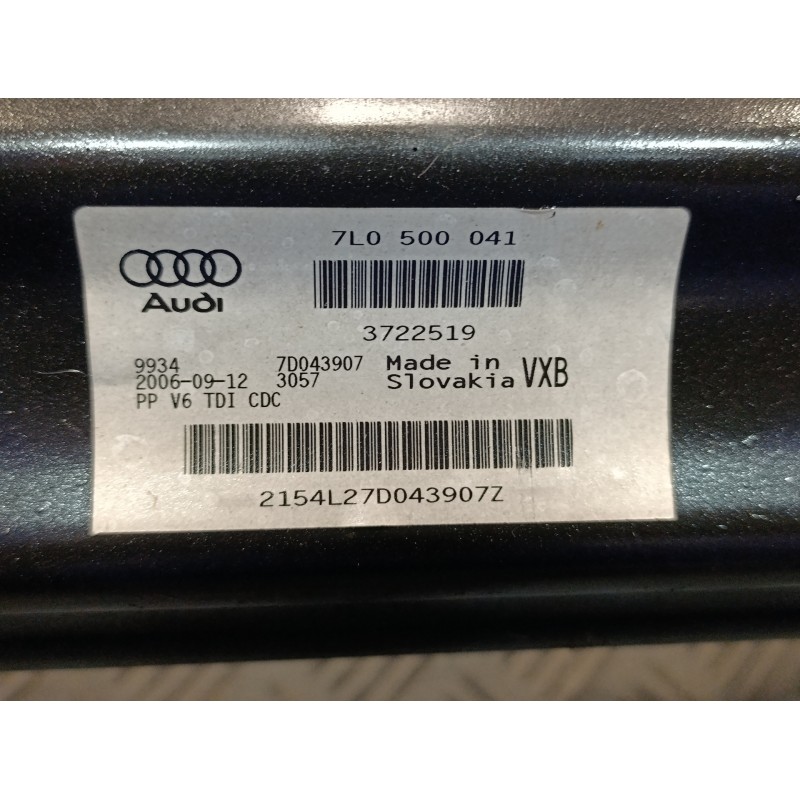 7L0 500 041
Audi
3722519
9934 7D043907 Made in
2006-09-12 3057 Slovakia VXB
PP V6 TDI CDC
2154L27D043907Z